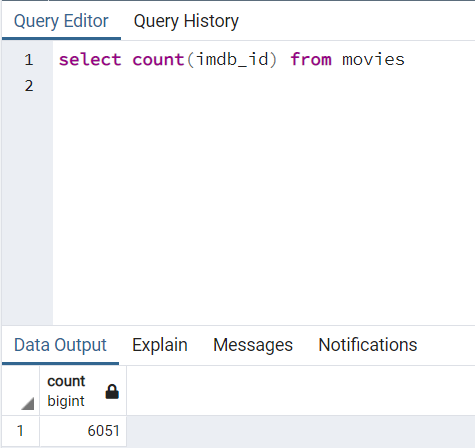 Query Editor Query History
1 select count(imdb_id) from movies
2
Data Output Explain Messages Notifications
count
bigint
1 6051